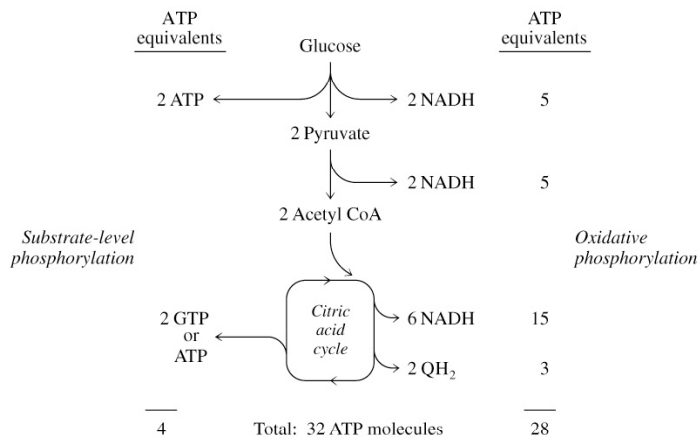 ATP equivalents
ATP equivalents
Glucose
2 ATP
2 NADH
5
2 Pyruvate
2 NADH
5
2 Acetyl CoA
Substrate-level
phosphorylation
Oxidative
phosphorylation
2 GTP
or
ATP
Citric
acid
cycle
6 NADH
15
2 QH₂
3
4
Total: 32 ATP molecules
28